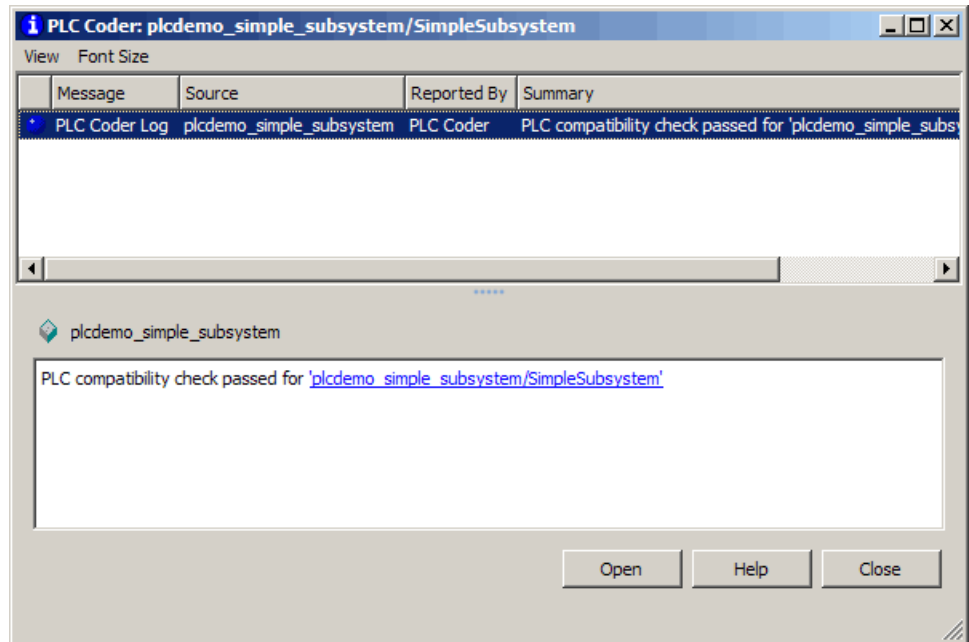 PLC Coder: plcdemo_simple_subsystem/SimpleSubsystem
View Font Size
Message Source Reported By Summary
PLC Coder Log plcdemo_simple_subsystem PLC Coder PLC compatibility check passed for 'plcdemo_simple_subsy
plcdemo_simple_subsystem
PLC compatibility check passed for 'plcdemo_simple_subsystem/SimpleSubsystem'
Open Help Close